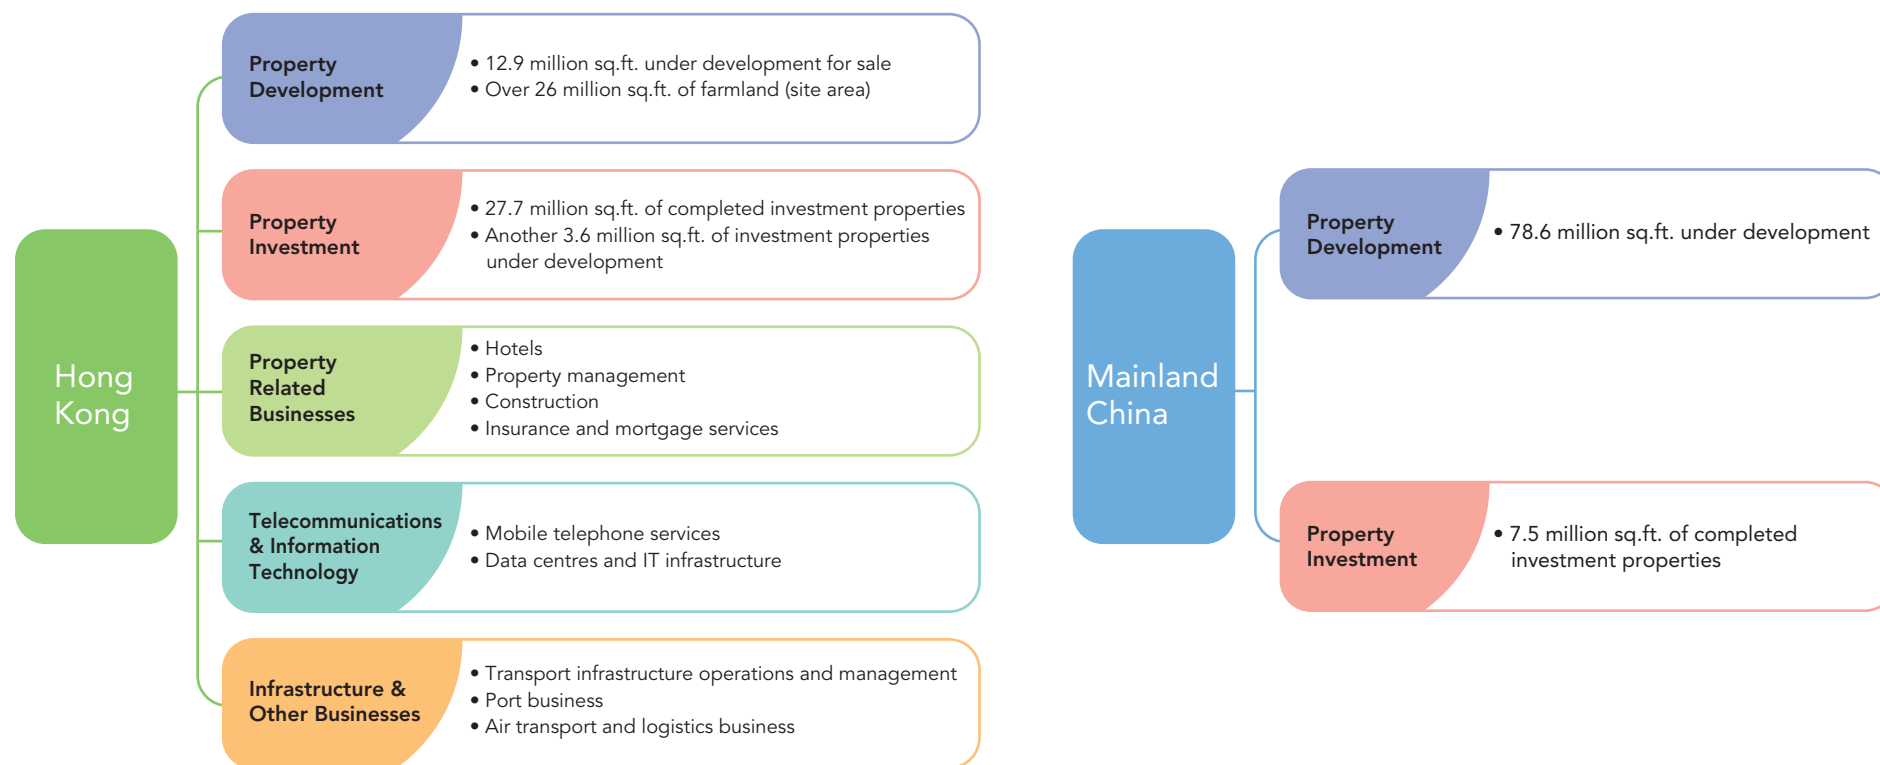 Hong
Kong
Property
Development
• 12.9 million sq.ft. under development for sale
• Over 26 million sq.ft. of farmland (site area)
Property
Investment
• 27.7 million sq.ft. of completed investment properties
• Another 3.6 million sq.ft. of investment properties
under development
Property
Related
Businesses
• Hotels
• Property management
• Construction
• Insurance and mortgage services
Telecommunications
& Information
Technology
• Mobile telephone services
• Data centres and IT infrastructure
Infrastructure &
Other Businesses
• Transport infrastructure operations and management
• Port business
• Air transport and logistics business
Mainland
China
Property
Development
• 78.6 million sq.ft. under development
Property
Investment
• 7.5 million sq.ft. of completed
investment properties